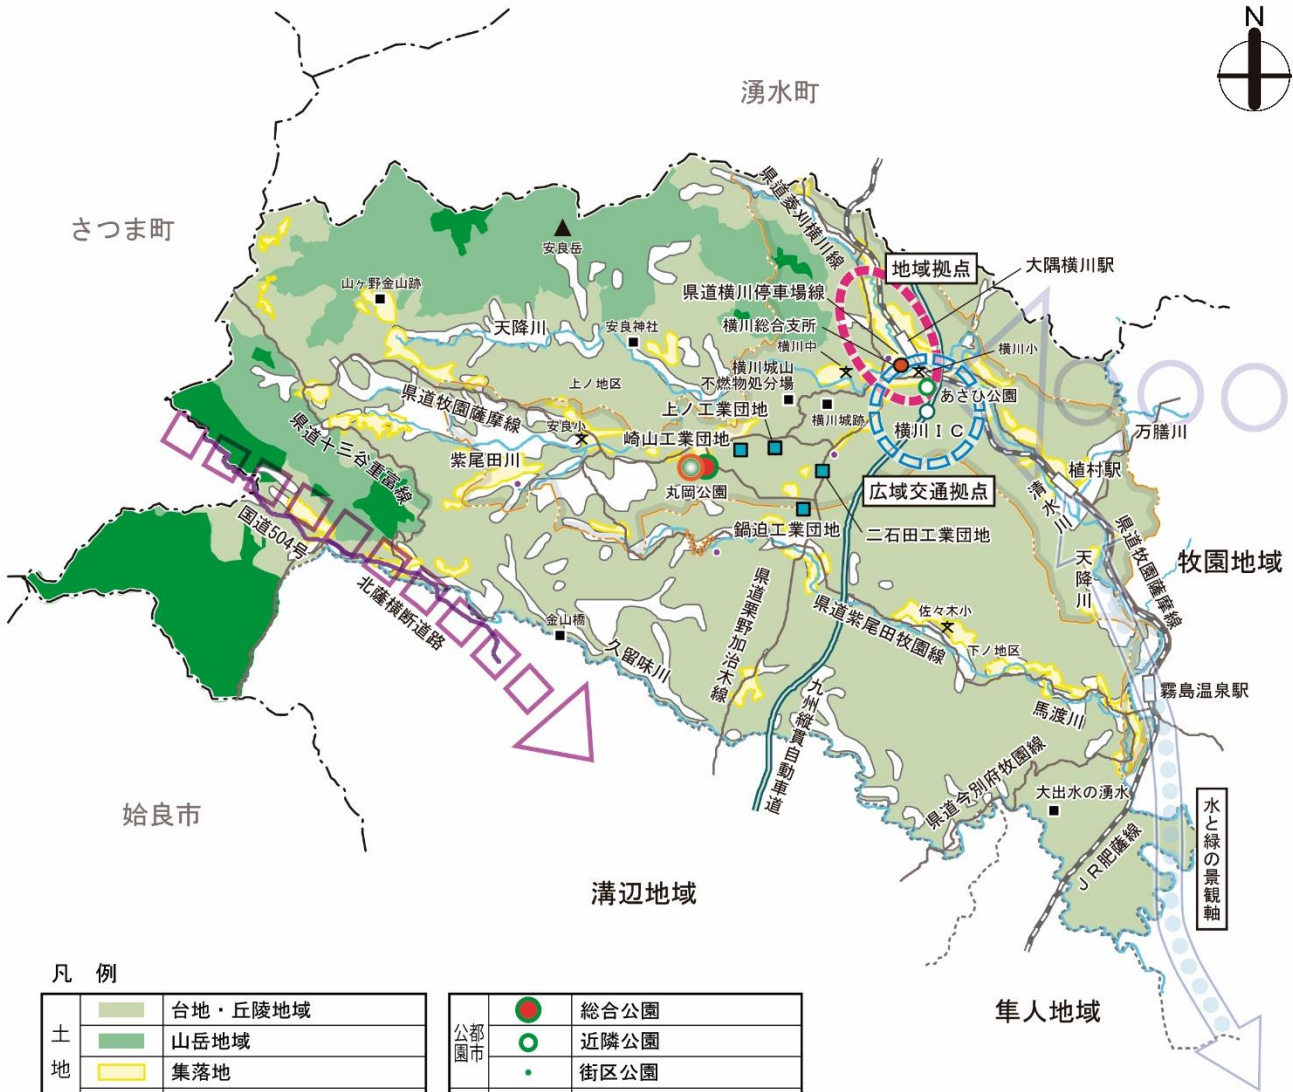 N
湧水町
さつま町
県道菱刈横川線
地域拠点
大隅横川駅
安良岳
山ヶ野金山跡
県道横川停車場線
天降川
安良神社
横川総合支所
横川中
横川小
横川城山
不燃物処分場
上ノ地区
あさひ公園
県道牧園薩摩線
上ノ工業団地
横川城跡
横川IC
万膳川
安良小
崎山工業団地
県道十三谷重富線
紫尾田川
植村駅
丸岡公園
広域交通拠点
清水川
国道504号
鍋迫工業団地
二石田工業団地
県道牧園薩摩線
天降川
牧園地域
北薩横断道路
県道栗野加治木線
県道紫尾田牧園線
佐々木小
金山橋
久留味川
下ノ地区
九州縦貫自動車道
霧島温泉駅
馬渡川
県道今別府牧園線
大出水の湧水
姶良市
水と緑の景観軸
JR肥薩線
溝辺地域
隼人地域
凡 例
土地
台地・丘陵地域
山岳地域
集落地
都市公園
総合公園
近隣公園
街区公園